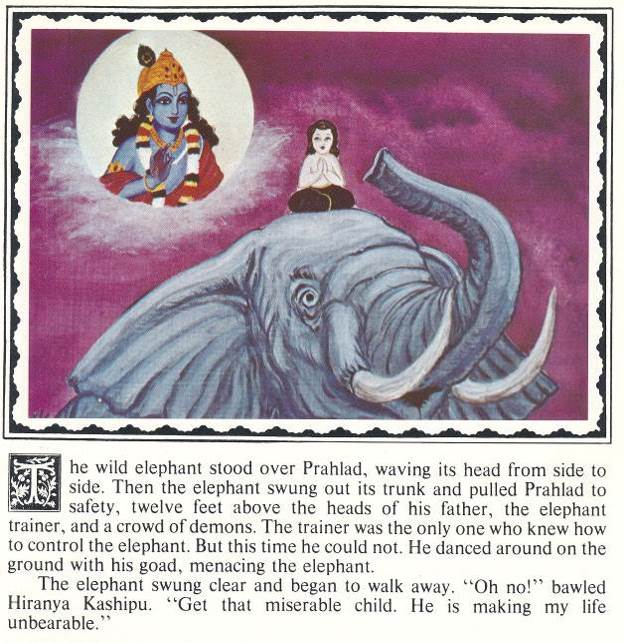 The wild elephant stood over Prahlad, waving its head from side to
side. Then the elephant swung out its trunk and pulled Prahlad to
safety, twelve feet above the heads of his father, the elephant
trainer, and a crowd of demons. The trainer was the only one who knew how
to control the elephant. But this time he could not. He danced around on the
ground with his goad, menacing the elephant.
The elephant swung clear and began to walk away. “Oh no!” bawled
Hiranya Kashipu. “Get that miserable child. He is making my life
unbearable.”